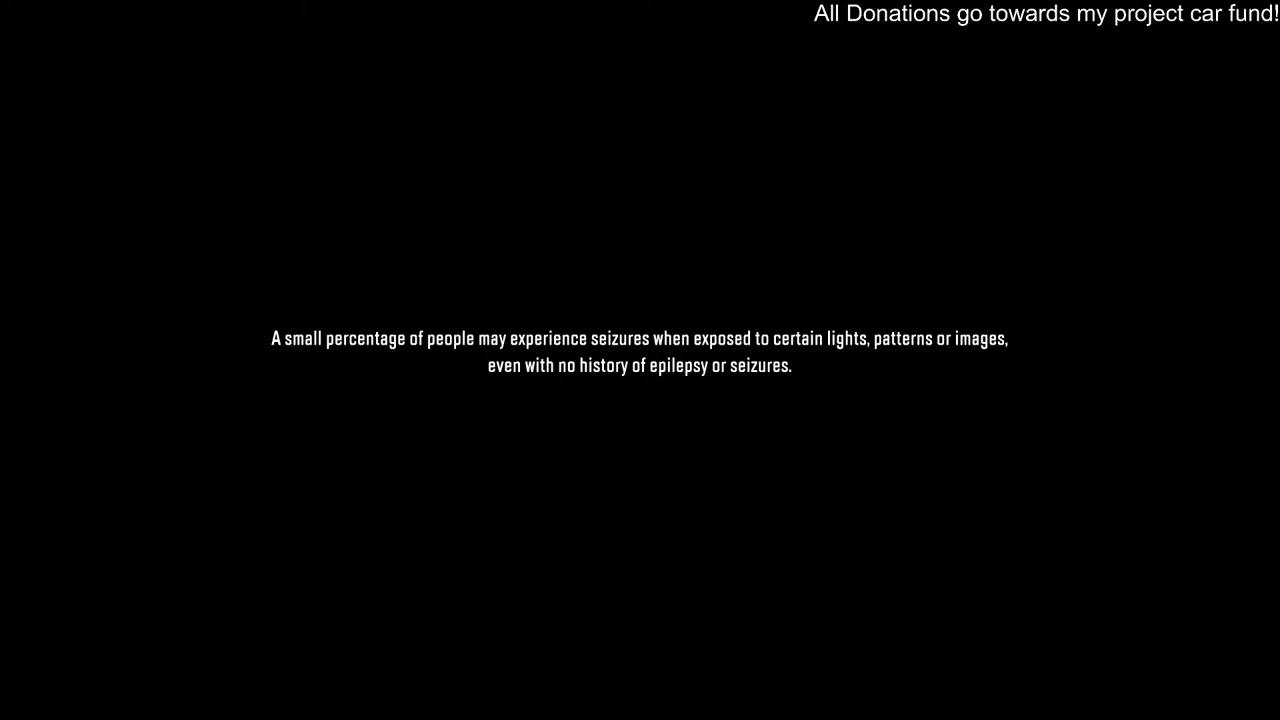 All Donations go towards my project car fund!
A small percentage of people may experience seizures when exposed to certain lights, patterns or images,
even with no history of epilepsy or seizures.